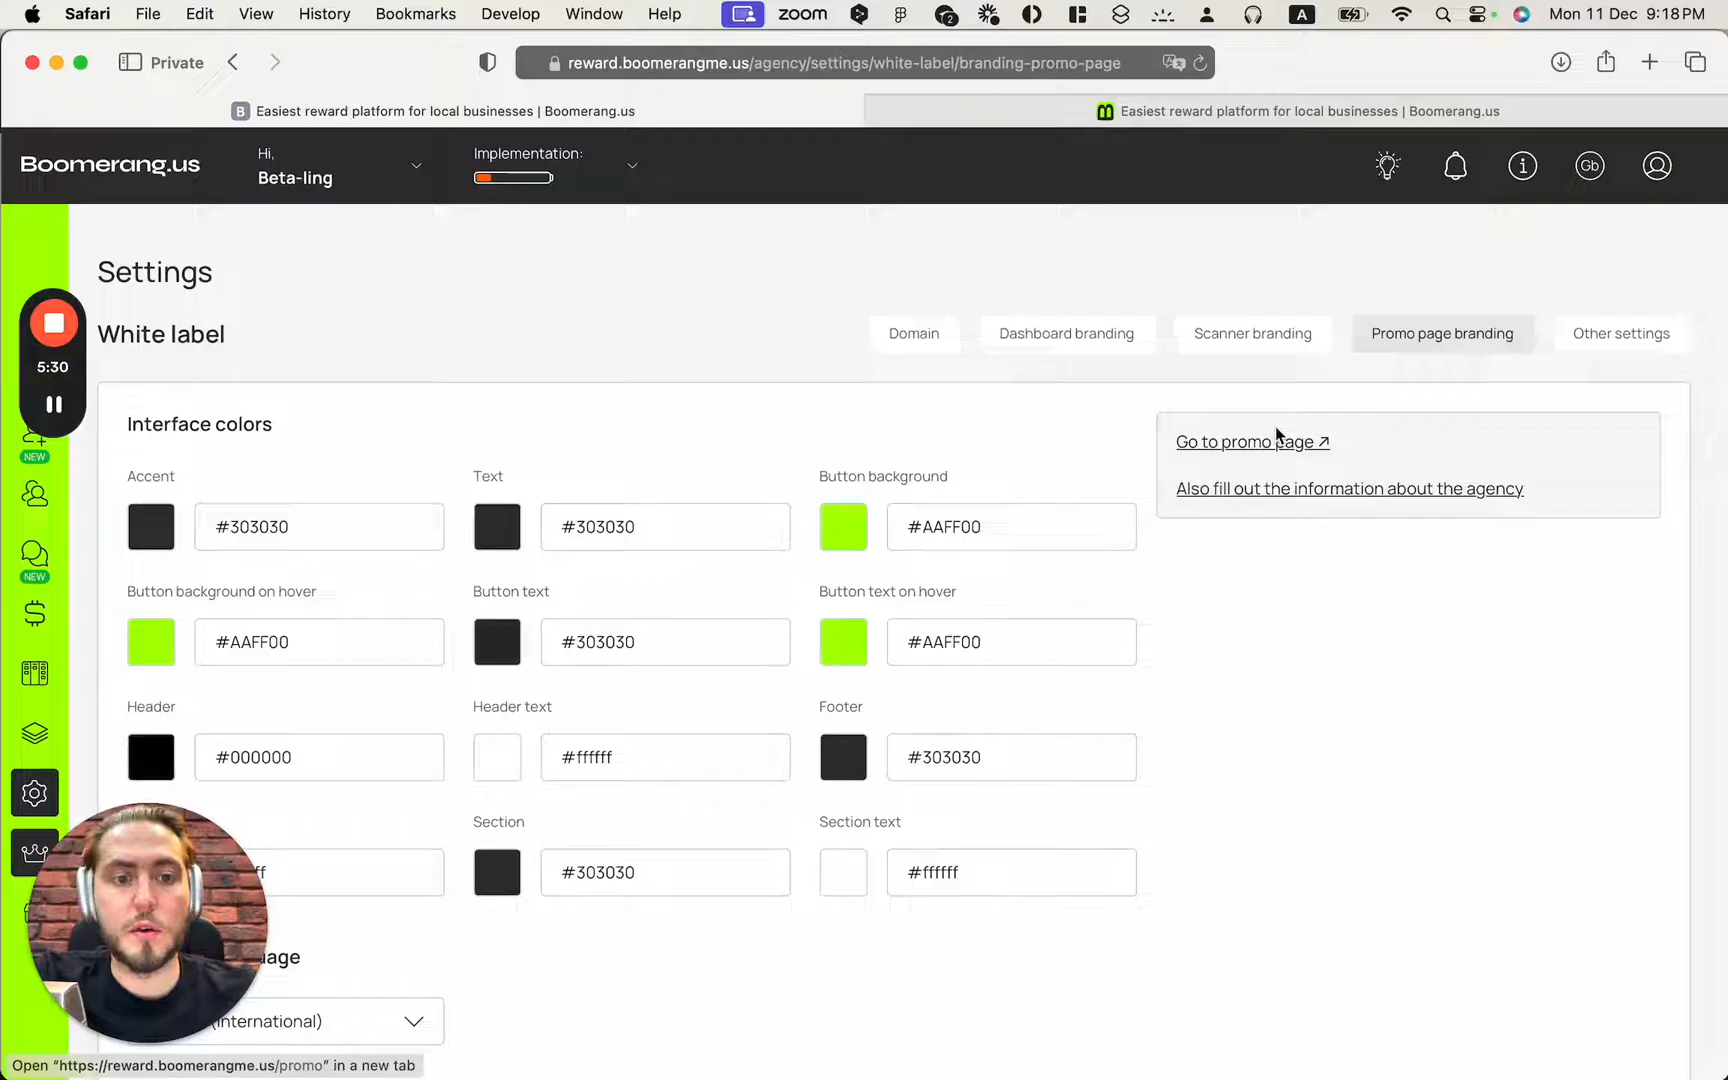 Safari File Edit View History Bookmarks Develop Window Help zoom 2 A Mon 11 Dec 9:18 PM
Private reward.boomerangme.us/agency/settings/white-label/branding-promo-page
B Easiest reward platform for local businesses | Boomerang.us Easiest reward platform for local businesses | Boomerang.us
Boomerang.us Hi, Implementation: Gb
Beta-ling
Settings
White label Domain Dashboard branding Scanner branding Promo page branding Other settings
5:30
Interface colors
Go to promo page ↗
Also fill out the information about the agency
NEW
NEW
Accent Text Button background
#303030 #303030 #AAFF00
Button background on hover Button text Button text on hover
#AAFF00 #303030 #AAFF00
Header Header text Footer
#000000 #ffffff #303030
Section Section text
ff #303030 #ffffff
uage
(International)
Open “https://reward.boomerangme.us/promo” in a new tab